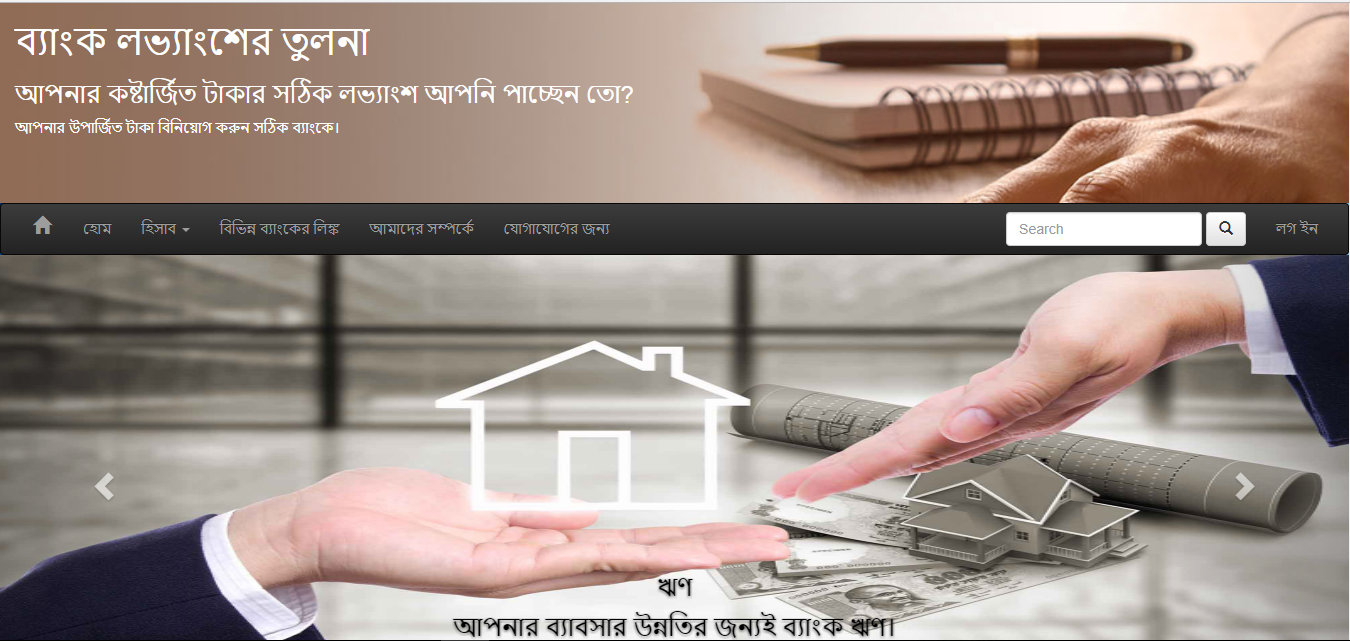 ব্যাংক লভ্যাংশের তুলনা
আপনার কষ্টার্জিত টাকার সঠিক লভ্যাংশ আপনি পাচ্ছেন তো?
আপনার উপার্জিত টাকা বিনিয়োগ করুন সঠিক ব্যাংকে।
হোম হিসাব বিভিন্ন ব্যাংকের লিঙ্ক আমাদের সম্পর্কে যোগাযোগের জন্য Search লগ ইন
ঋণ
আপনার ব্যাবসার উন্নতির জন্যই ব্যাংক ঋণ।